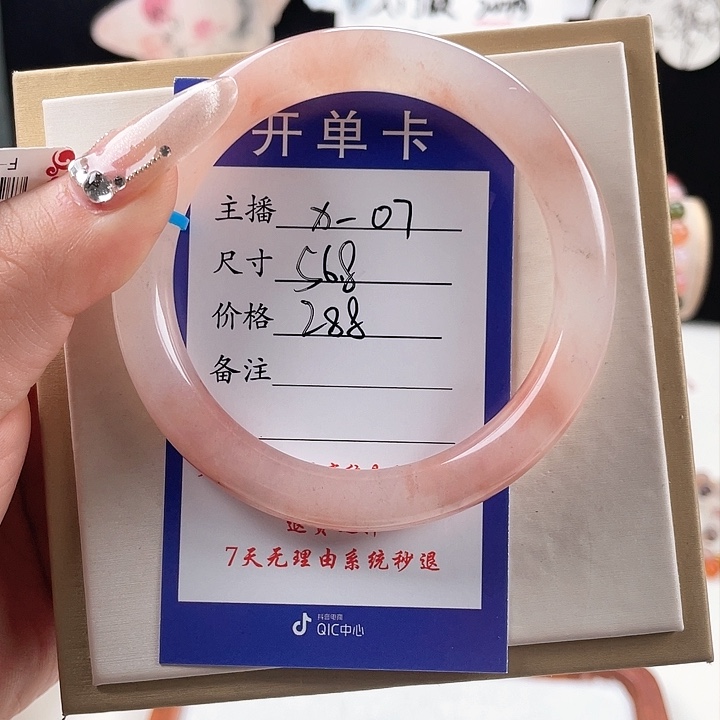 开单卡
主播 X-07
尺寸 56.8
价格 288
备注
7天无理由系统秒退
抖音电商
QIC中心